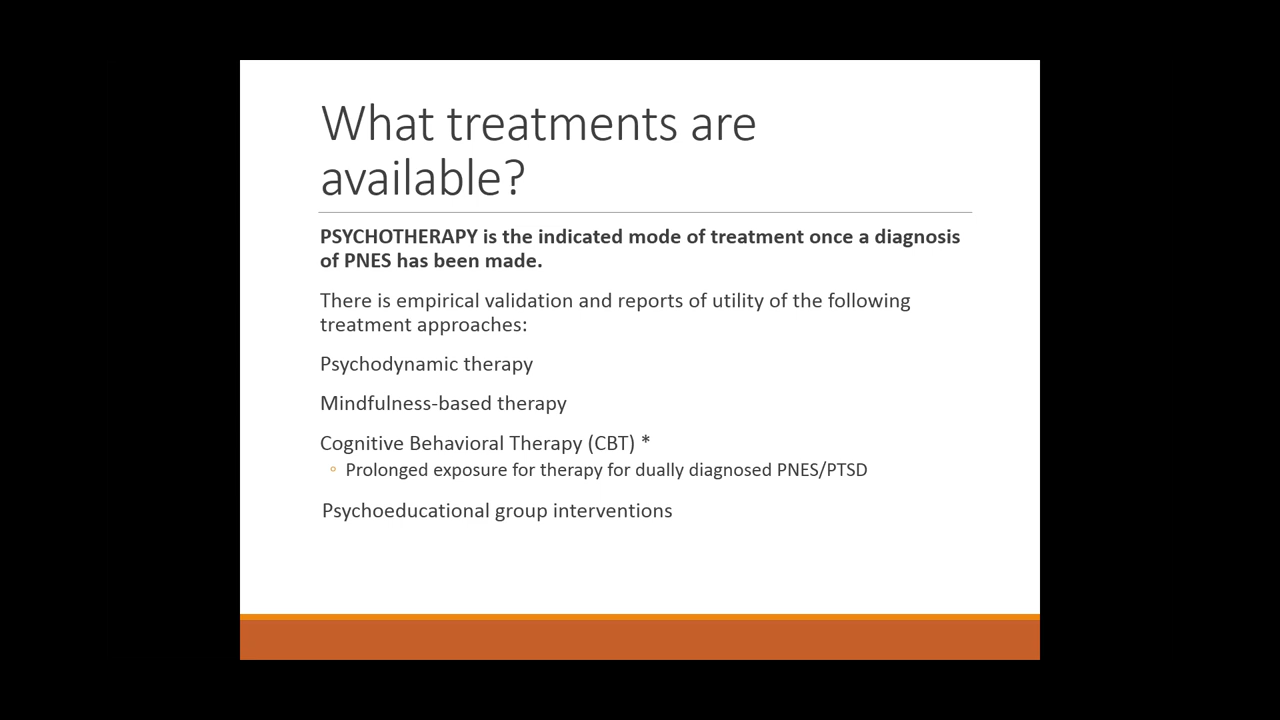 What treatments are
available?
PSYCHOTHERAPY is the indicated mode of treatment once a diagnosis
of PNES has been made.
There is empirical validation and reports of utility of the following
treatment approaches:
Psychodynamic therapy
Mindfulness-based therapy
Cognitive Behavioral Therapy (CBT) *
◦ Prolonged exposure for therapy for dually diagnosed PNES/PTSD
Psychoeducational group interventions